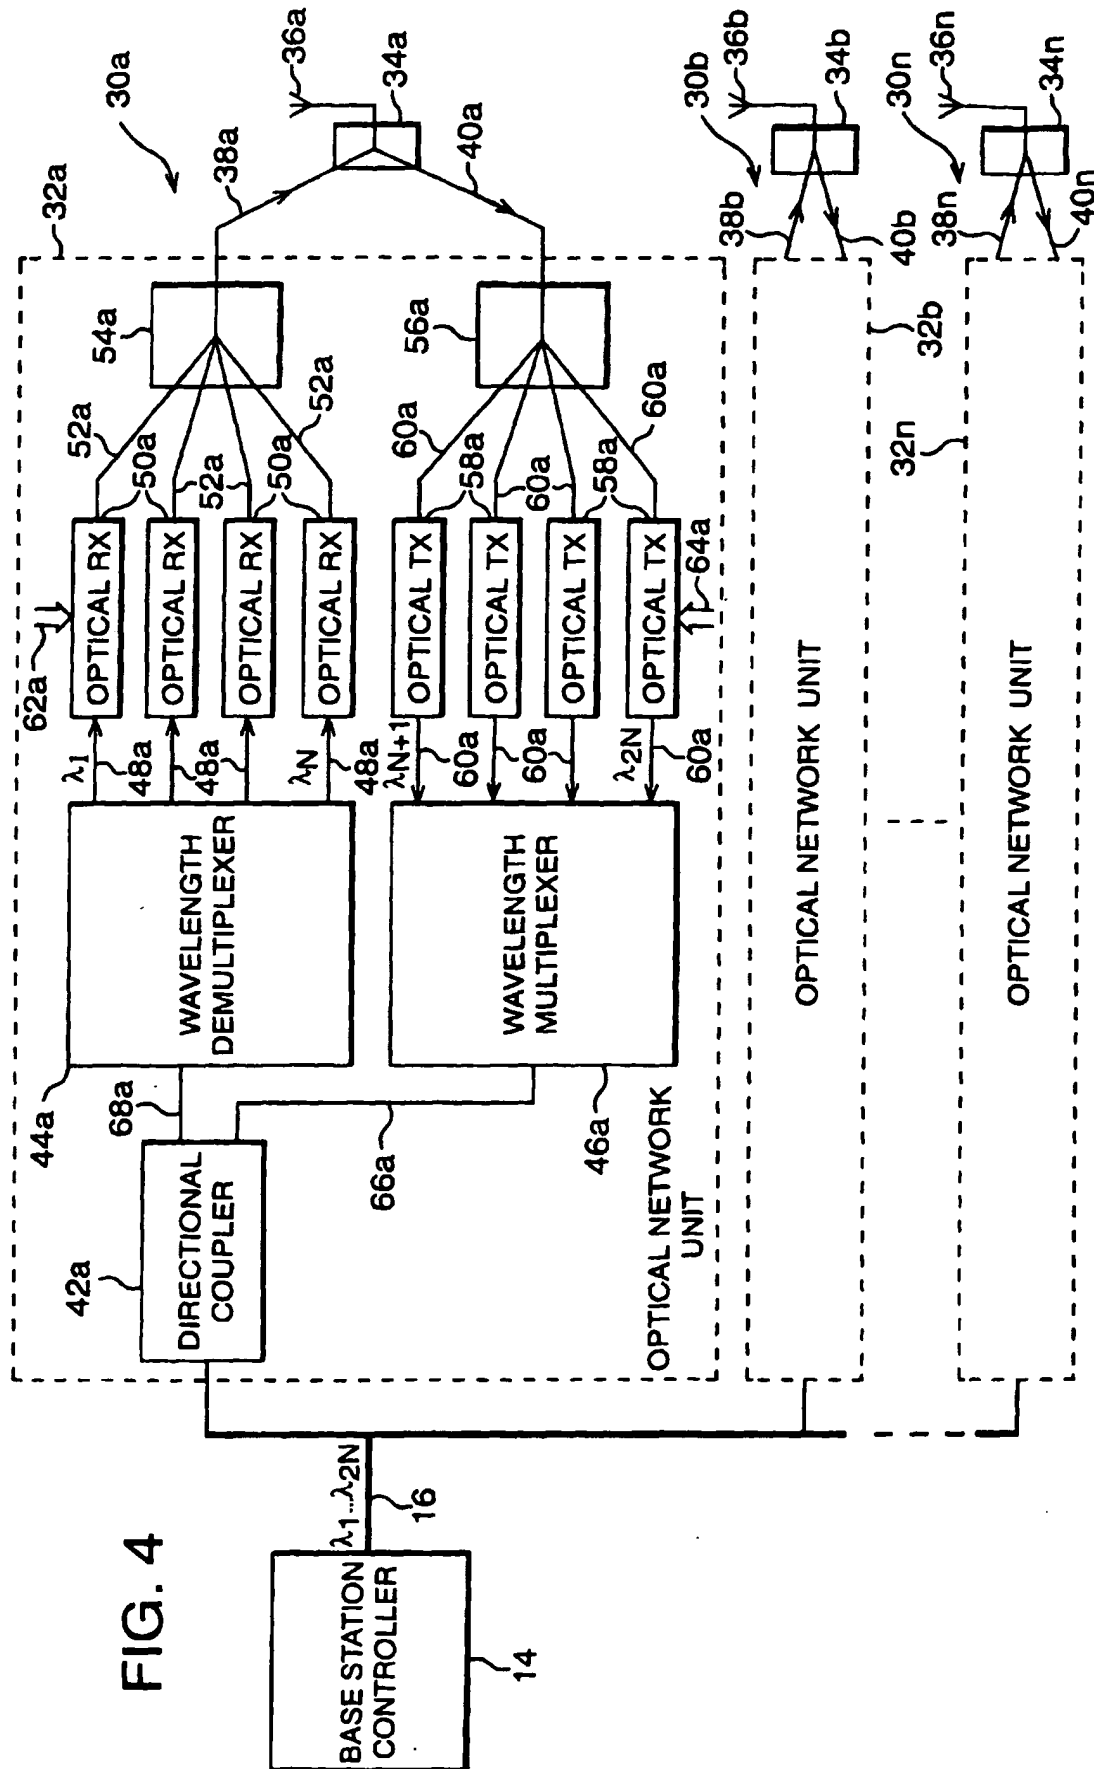 FIG. 4
BASE STATION
CONTROLLER
14
λ1...λ2N
16
42a
DIRECTIONAL
COUPLER
68a
66a
44a
WAVELENGTH
DEMULTIPLEXER
WAVELENGTH
MULTIPLEXER
46a
OPTICAL NETWORK
UNIT
λ1
48a
48a
48a
λN
48a
λN+1
60a
60a
60a
λ2N
60a
62a
OPTICAL RX
OPTICAL RX
OPTICAL RX
OPTICAL RX
OPTICAL TX
OPTICAL TX
OPTICAL TX
OPTICAL TX
64a
50a
50a
52a
52a
52a
58a
58a
60a
60a
60a
54a
56a
32a
38a
30a
40a
34a
36a
OPTICAL NETWORK UNIT
32b
38b
40b
30b
34b
36b
OPTICAL NETWORK UNIT
32n
38n
40n
30n
34n
36n